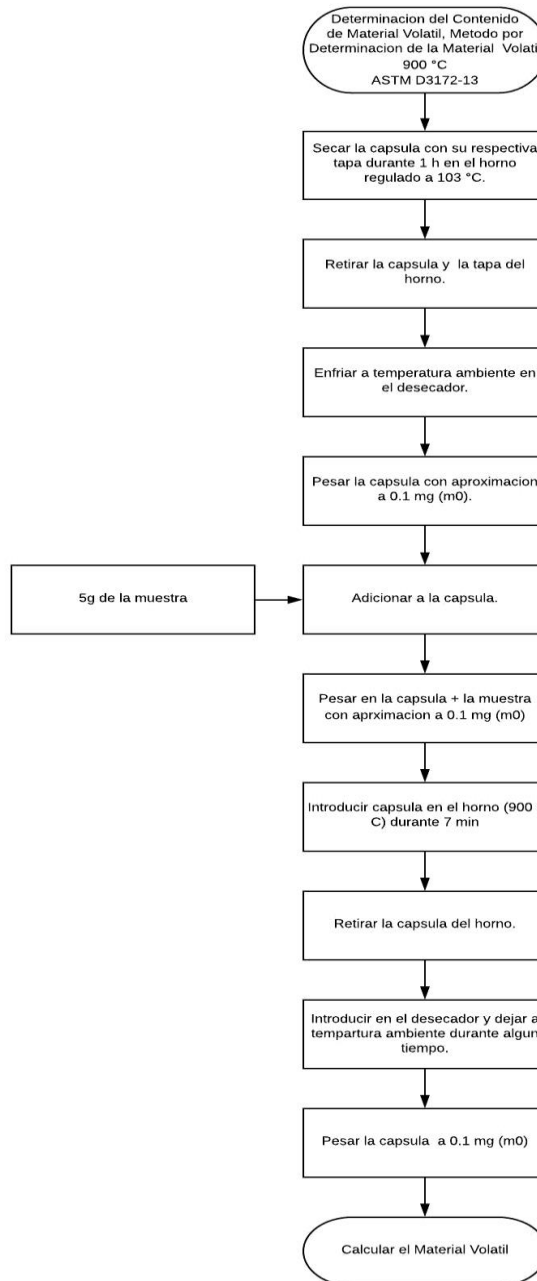 Determinacion del Contenido
de Material Volatil, Metodo por
Determinacion de la Material Volati
900 °C
ASTM D3172-13
Secar la capsula con su respectiva
tapa durante 1 h en el horno
regulado a 103 °C.
Retirar la capsula y la tapa del
horno.
Enfriar a temperatura ambiente en
el desecador.
Pesar la capsula con aproximacion
a 0.1 mg (m0).
5g de la muestra
Adicionar a la capsula.
Pesar en la capsula + la muestra
con aprximacion a 0.1 mg (m0)
Introducir capsula en el horno (900
C) durante 7 min
Retirar la capsula del horno.
Introducir en el desecador y dejar a
tempartura ambiente durante algun
tiempo.
Pesar la capsula a 0.1 mg (m0)
Calcular el Material Volatil